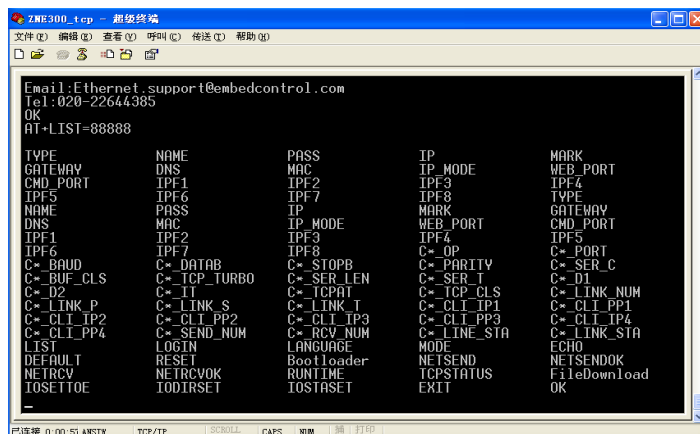 ZNE300_tcp - 超级终端
文件(F) 编辑(E) 查看(V) 呼叫(C) 传送(T) 帮助(H)
Email:Ethernet.support@embedcontrol.com
Tel:020-22644385
OK
AT+LIST=88888
TYPE NAME PASS IP MARK
GATEWAY DNS MAC IP_MODE WEB_PORT
CMD_PORT IPF1 IPF2 IPF3 IPF4
IPF5 IPF6 IPF7 IPF8 TYPE
NAME PASS IP MARK GATEWAY
DNS MAC IP_MODE WEB_PORT CMD_PORT
IPF1 IPF2 IPF3 IPF4 IPF5
IPF6 IPF7 IPF8 C*_OP C*_PORT
C*_BAUD C*_DATAB C*_STOPB C*_PARITY C*_SER_C
C*_BUF_CLS C*_TCP_TURBO C*_SER_LEN C*_SER_T C*_D1
C*_D2 C*_IT C*_TCPAT C*_TCP_CLS C*_LINK_NUM
C*_LINK_P C*_LINK_S C*_LINK_T C*_CLI_IP1 C*_CLI_PP1
C*_CLI_IP2 C*_CLI_PP2 C*_CLI_IP3 C*_CLI_PP3 C*_CLI_IP4
C*_CLI_PP4 C*_SEND_NUM C*_RCV_NUM C*_LINE_STA C*_LINK_STA
LIST LOGIN LANGUAGE MODE ECHO
DEFAULT RESET Bootloader NETSEND NETSENDOK
NETRCV NETRCVOK RUNTIME TCPSTATUS FileDownload
IOSETTOE IODIRSET IOSTASET EXIT OK
_
已连接 0:00:55 ANSIW TCP/IP SCROLL CAPS NUM 捕 打印